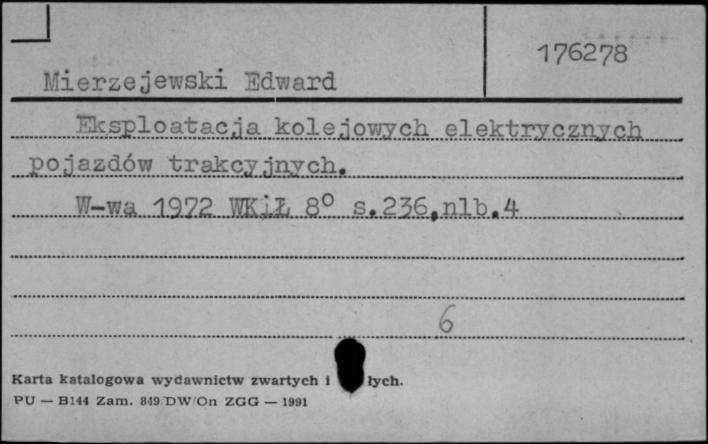 176278
Mierzejewski Edward
Eksploatacja kolejowych elektrycznych
pojazdów trakcyjnych.
W-wa 1972 WKiŁ 8° s.236,nlb.4
6
Karta katalogowa wydawnictw zwartych i łych.
PU — B144 Zam. 849/DW/On ZGG — 1991